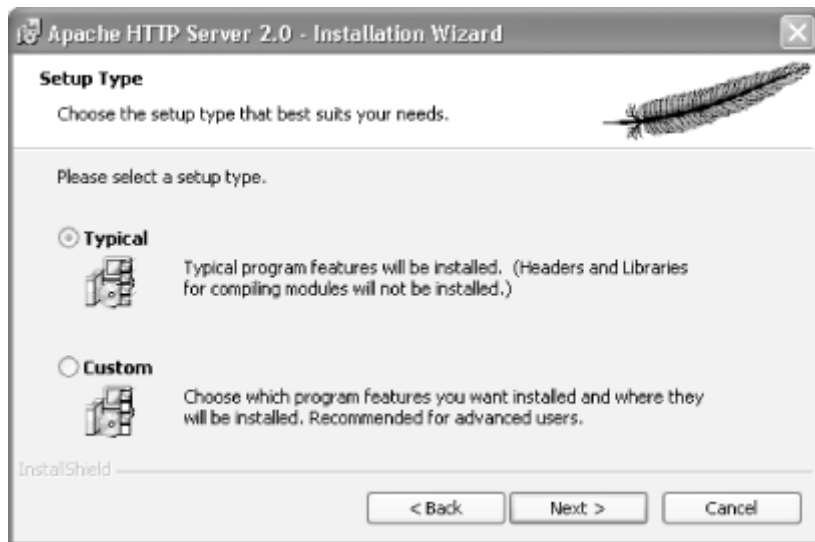 Apache HTTP Server 2.0 - Installation Wizard
Setup Type
Choose the setup type that best suits your needs.
Please select a setup type.
Typical
Typical program features will be installed. (Headers and Libraries
for compiling modules will not be installed.)
Custom
Choose which program features you want installed and where they
will be installed. Recommended for advanced users.
InstallShield
< Back
Next >
Cancel